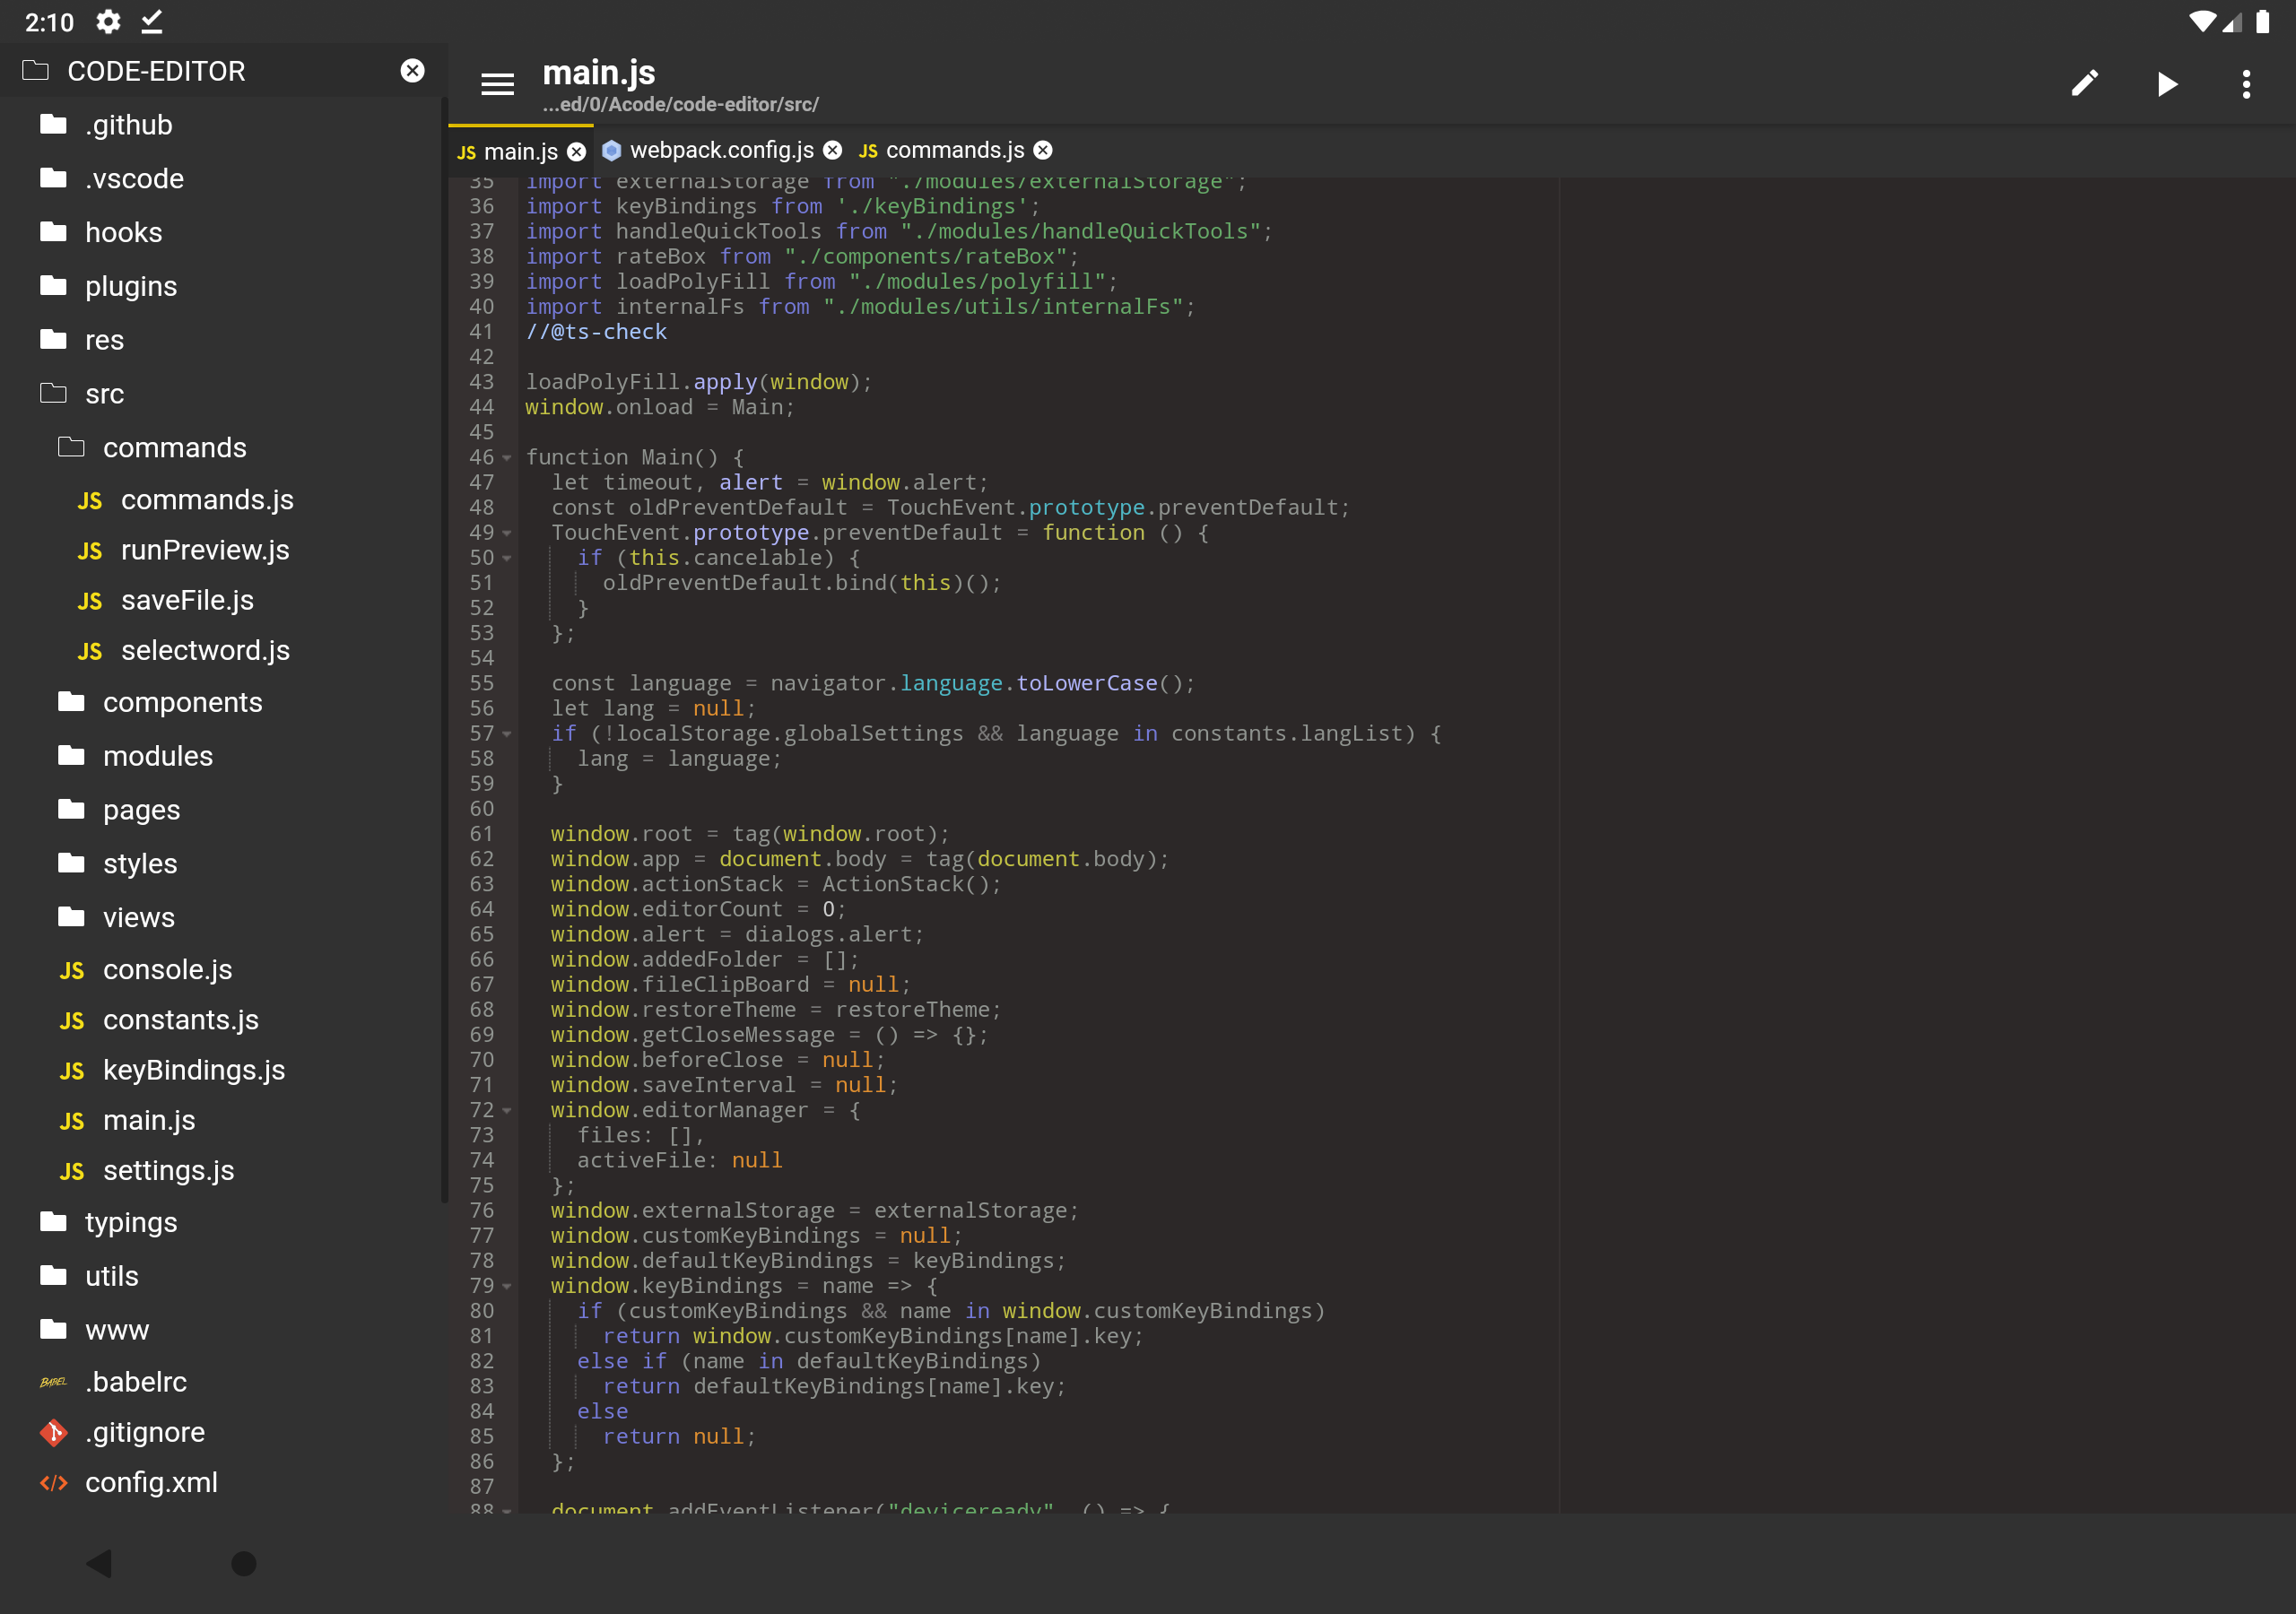 2:10
CODE-EDITOR
.github
.vscode
hooks
plugins
res
src
commands
JS commands.js
JS runPreview.js
JS saveFile.js
JS selectword.js
components
modules
pages
styles
views
JS console.js
JS constants.js
JS keyBindings.js
JS main.js
JS settings.js
typings
utils
www
BABEL .babelrc
.gitignore
</> config.xml
main.js
...ed/0/Acode/code-editor/src/
JS main.js webpack.config.js JS commands.js
35 import externalStorage from "./modules/externalStorage";
36 import keyBindings from './keyBindings';
37 import handleQuickTools from "./modules/handleQuickTools";
38 import rateBox from "./components/rateBox";
39 import loadPolyFill from "./modules/polyfill";
40 import internalFs from "./modules/utils/internalFs";
41 //@ts-check
42
43 loadPolyFill.apply(window);
44 window.onload = Main;
45
46 function Main() {
47   let timeout, alert = window.alert;
48   const oldPreventDefault = TouchEvent.prototype.preventDefault;
49   TouchEvent.prototype.preventDefault = function () {
50     if (this.cancelable) {
51       oldPreventDefault.bind(this)();
52     }
53   };
54
55   const language = navigator.language.toLowerCase();
56   let lang = null;
57   if (!localStorage.globalSettings && language in constants.langList) {
58     lang = language;
59   }
60
61   window.root = tag(window.root);
62   window.app = document.body = tag(document.body);
63   window.actionStack = ActionStack();
64   window.editorCount = 0;
65   window.alert = dialogs.alert;
66   window.addedFolder = [];
67   window.fileClipBoard = null;
68   window.restoreTheme = restoreTheme;
69   window.getCloseMessage = () => {};
70   window.beforeClose = null;
71   window.saveInterval = null;
72   window.editorManager = {
73     files: [],
74     activeFile: null
75   };
76   window.externalStorage = externalStorage;
77   window.customKeyBindings = null;
78   window.defaultKeyBindings = keyBindings;
79   window.keyBindings = name => {
80     if (customKeyBindings && name in window.customKeyBindings)
81       return window.customKeyBindings[name].key;
82     else if (name in defaultKeyBindings)
83       return defaultKeyBindings[name].key;
84     else
85       return null;
86   };
87
88   document.addEventListener("deviceready", () => {